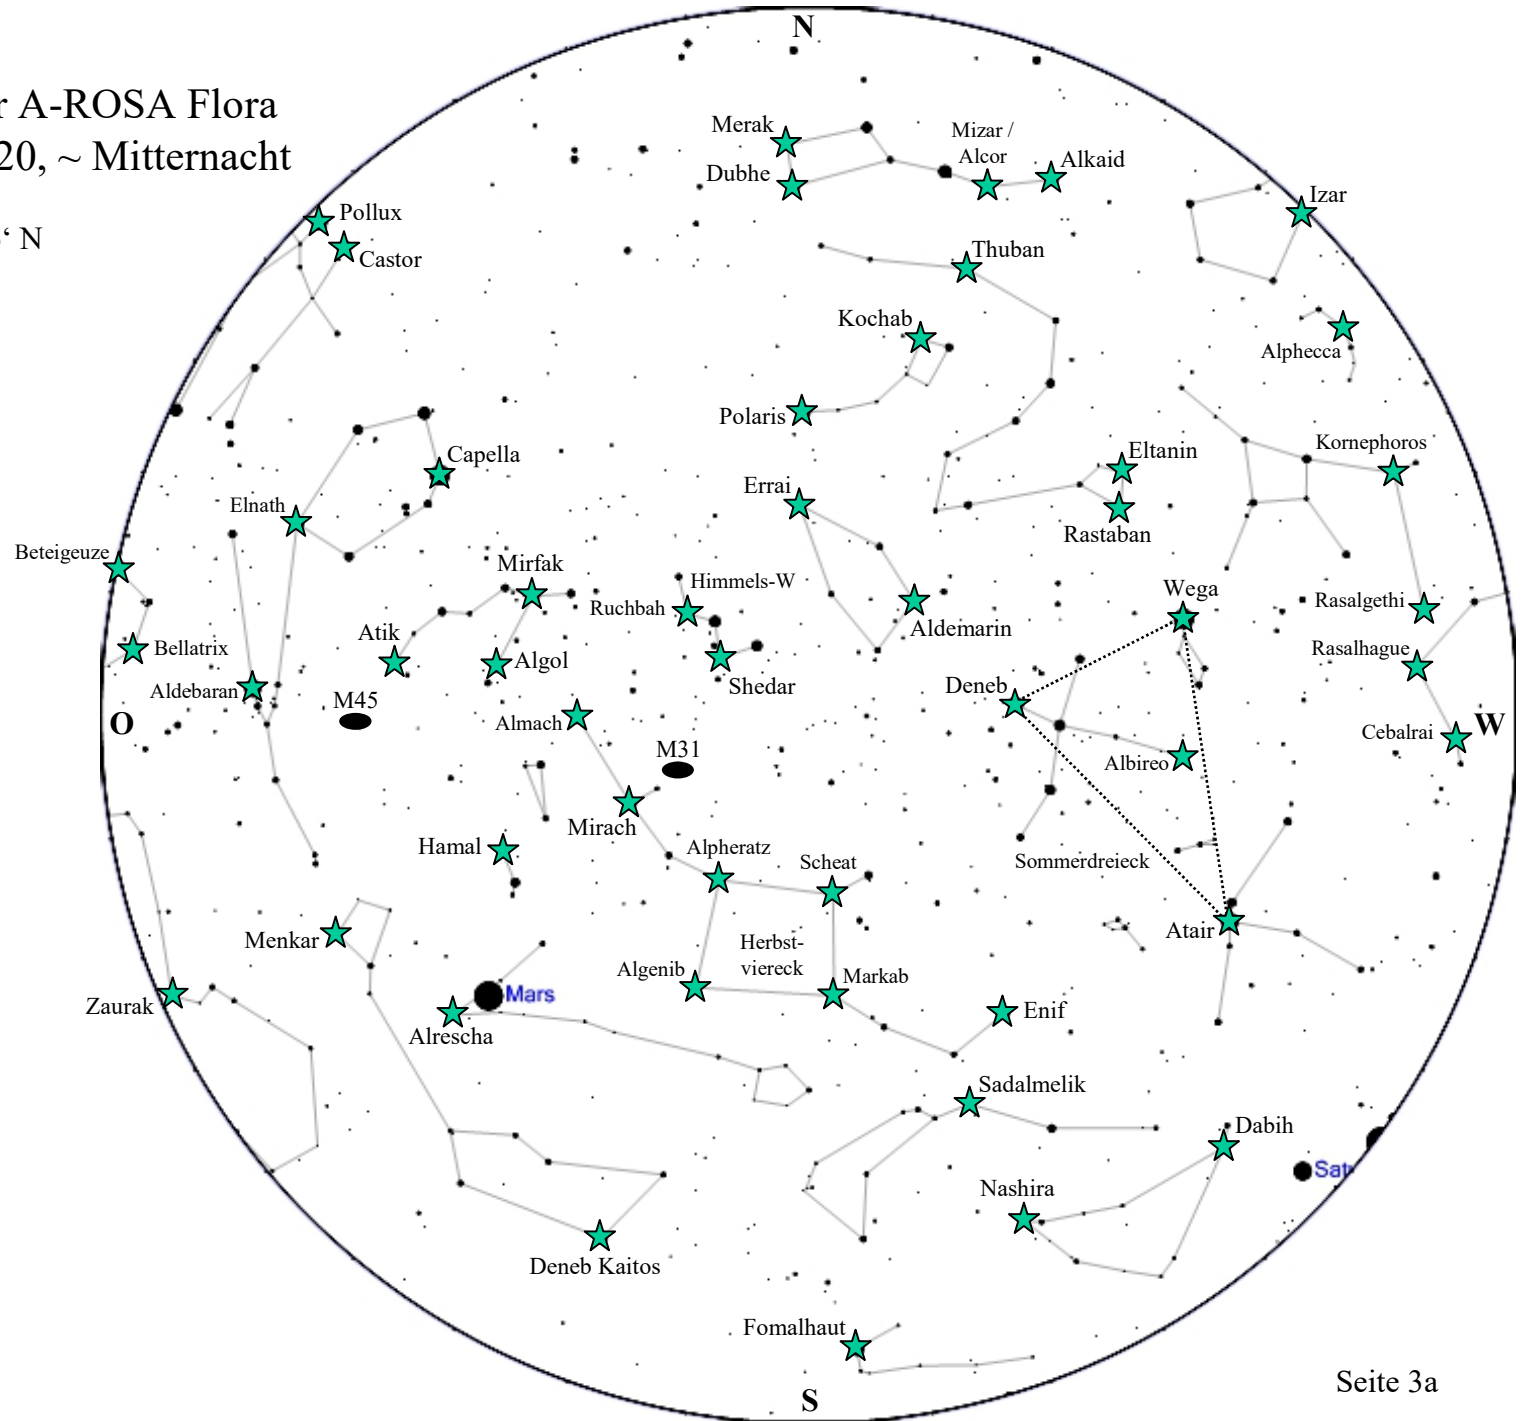 N
r A-ROSA Flora
20, ~ Mitternacht
‘ N
Merak
Mizar /
Alcor
Alkaid
Dubhe
Izar
Pollux
Castor
Thuban
Kochab
Alphecca
Polaris
Capella
Eltanin
Kornephoros
Errai
Elnath
Rastaban
Beteigeuze
Mirfak
Himmels-W
Wega
Ruchbah
Rasalgethi
Atik
Aldemarin
Bellatrix
Algol
Rasalhague
Aldebaran
Shedar
Deneb
M45
O
Almach
W
Cebalrai
M31
Albireo
Mirach
Hamal
Alpheratz
Scheat
Sommerdreieck
Menkar
Atair
Herbst-
viereck
Algenib
Markab
Mars
Zaurak
Enif
Alrescha
Sadalmelik
Dabih
Sat
Nashira
Deneb Kaitos
Fomalhaut
Seite 3a
S